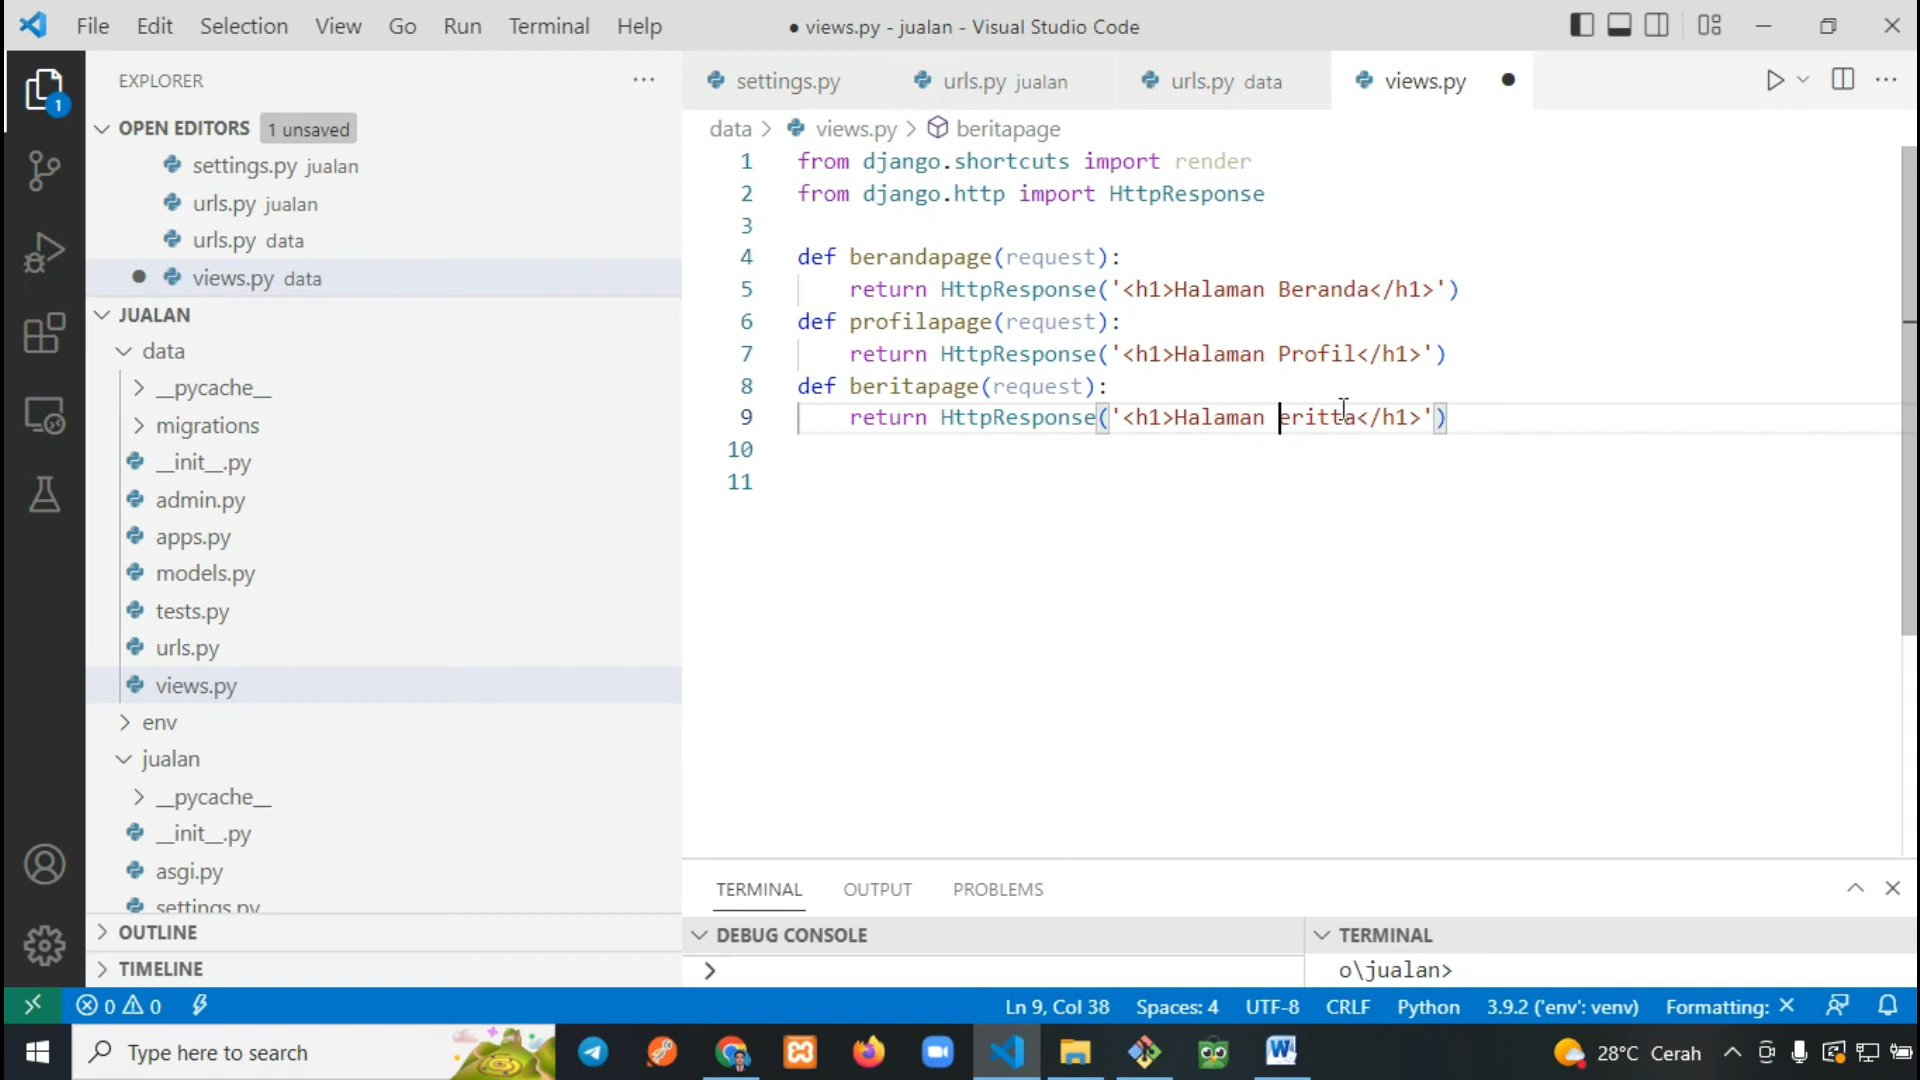 File Edit Selection View Go Run Terminal Help
● views.py - jualan - Visual Studio Code
EXPLORER ···
1
OPEN EDITORS 1 unsaved
settings.py jualan
urls.py jualan
urls.py data
● views.py data
JUALAN
data
__pycache__
migrations
__init__.py
admin.py
apps.py
models.py
tests.py
urls.py
views.py
env
jualan
__pycache__
__init__.py
asgi.py
settings.py
OUTLINE
TIMELINE
settings.py urls.py jualan urls.py data views.py ●
data > views.py > beritapage
1 from django.shortcuts import render
2 from django.http import HttpResponse
3
4 def berandapage(request):
5     return HttpResponse('<h1>Halaman Beranda</h1>')
6 def profilapage(request):
7     return HttpResponse('<h1>Halaman Profil</h1>')
8 def beritapage(request):
9     return HttpResponse('<h1>Halaman eritta</h1>')
10
11
TERMINAL OUTPUT PROBLEMS
DEBUG CONSOLE
>
TERMINAL
o\jualan>
0 0 Ln 9, Col 38 Spaces: 4 UTF-8 CRLF Python 3.9.2 ('env': venv) Formatting: ×
Type here to search 28°C Cerah